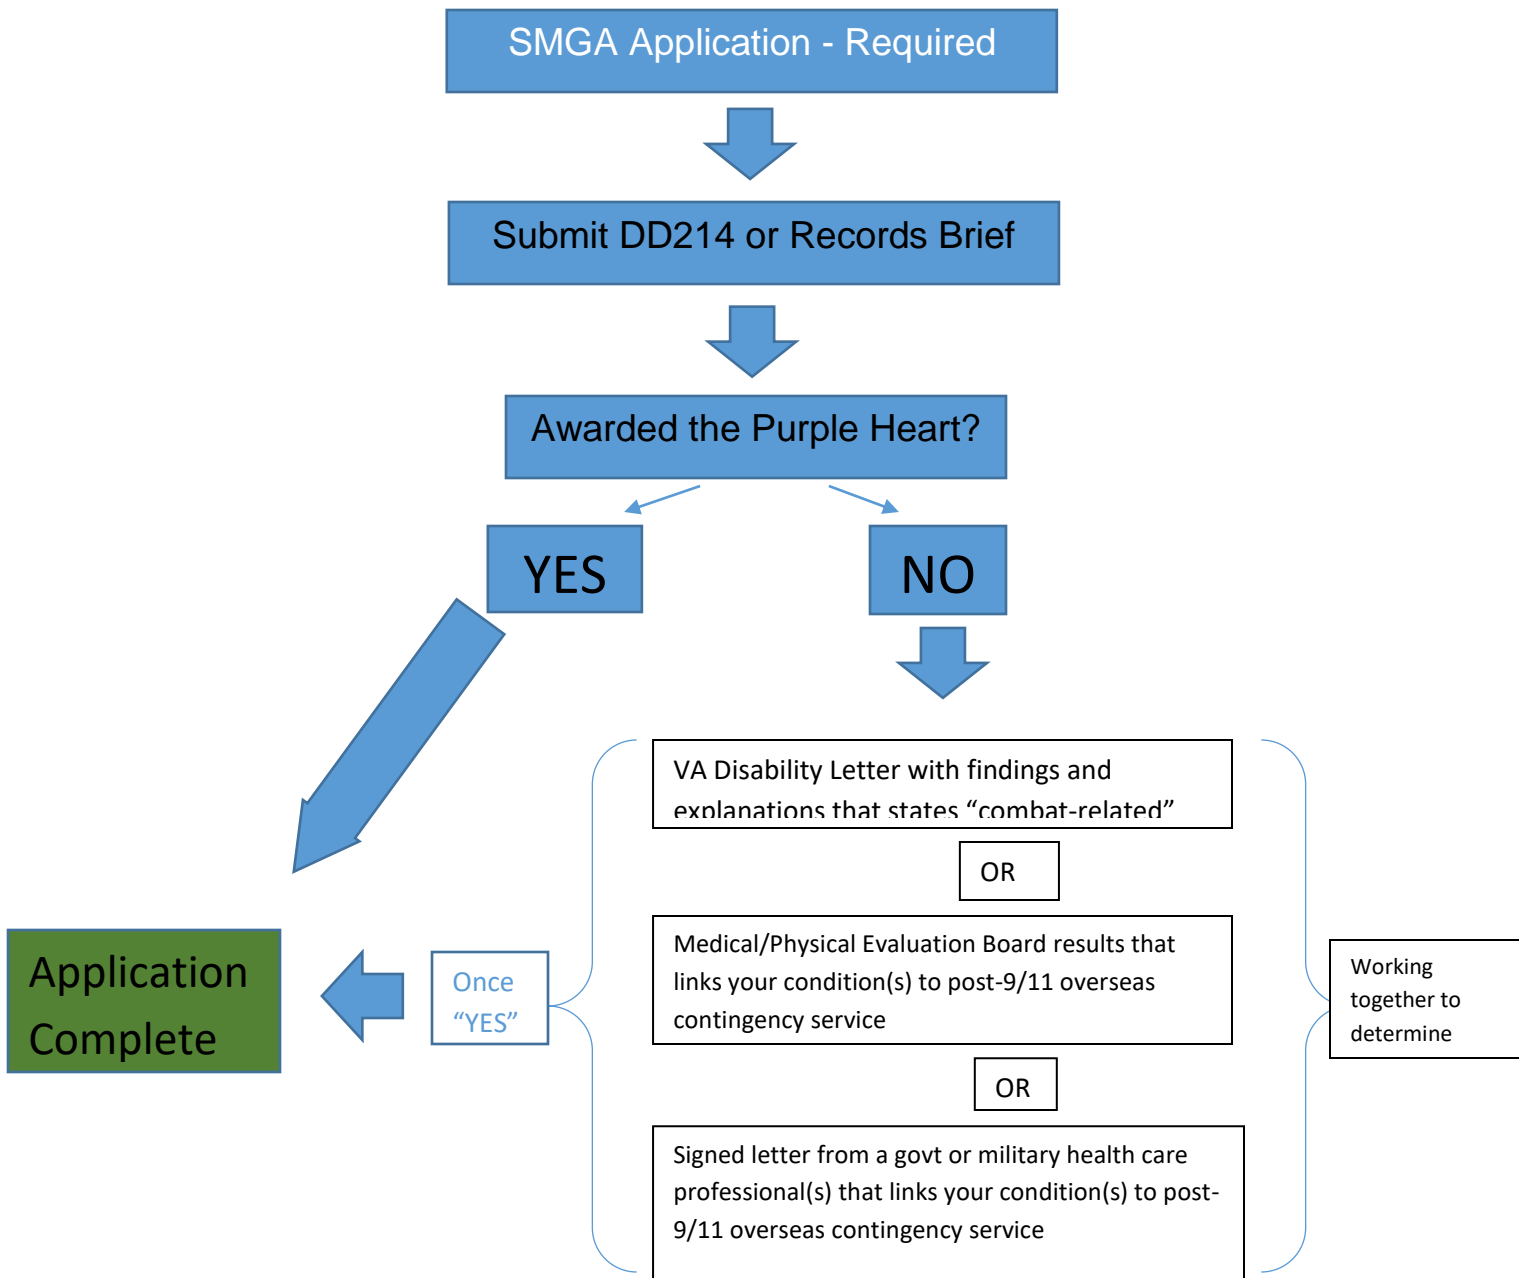 SMGA Application - Required
Submit DD214 or Records Brief
Awarded the Purple Heart?
YES
NO
VA Disability Letter with findings and
explanations that states “combat-related”
OR
Medical/Physical Evaluation Board results that
links your condition(s) to post-9/11 overseas
contingency service
OR
Signed letter from a govt or military health care
professional(s) that links your condition(s) to post-
9/11 overseas contingency service
Working
together to
determine
Once
“YES”
Application
Complete